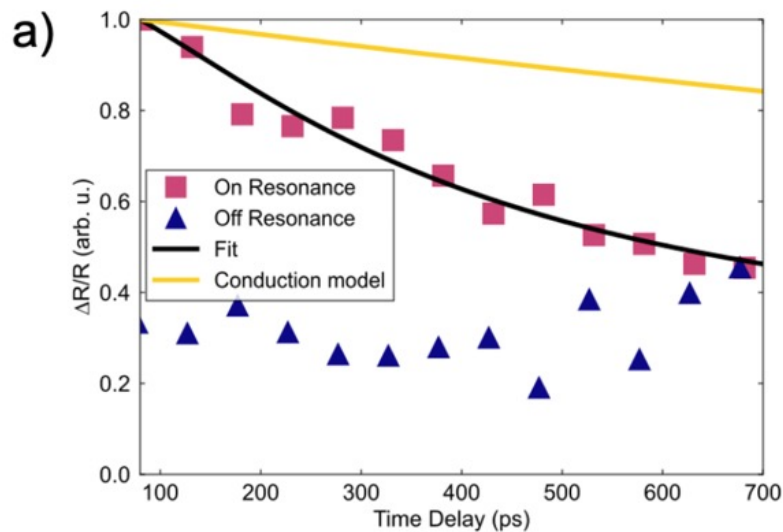 a)
1.0
0.8
0.6
0.4
0.2
0.0
ΔR/R (arb. u.)
On Resonance
Off Resonance
Fit
Conduction model
100 200 300 400 500 600 700
Time Delay (ps)